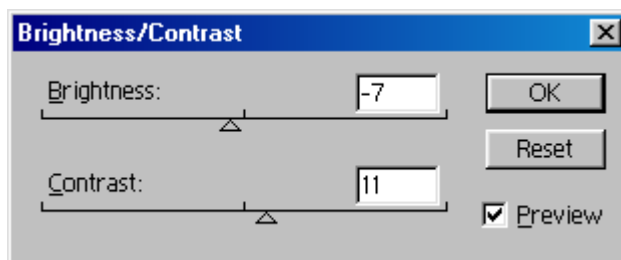 Brightness/Contrast
Brightness: -7
OK
Reset
Contrast: 11
Preview